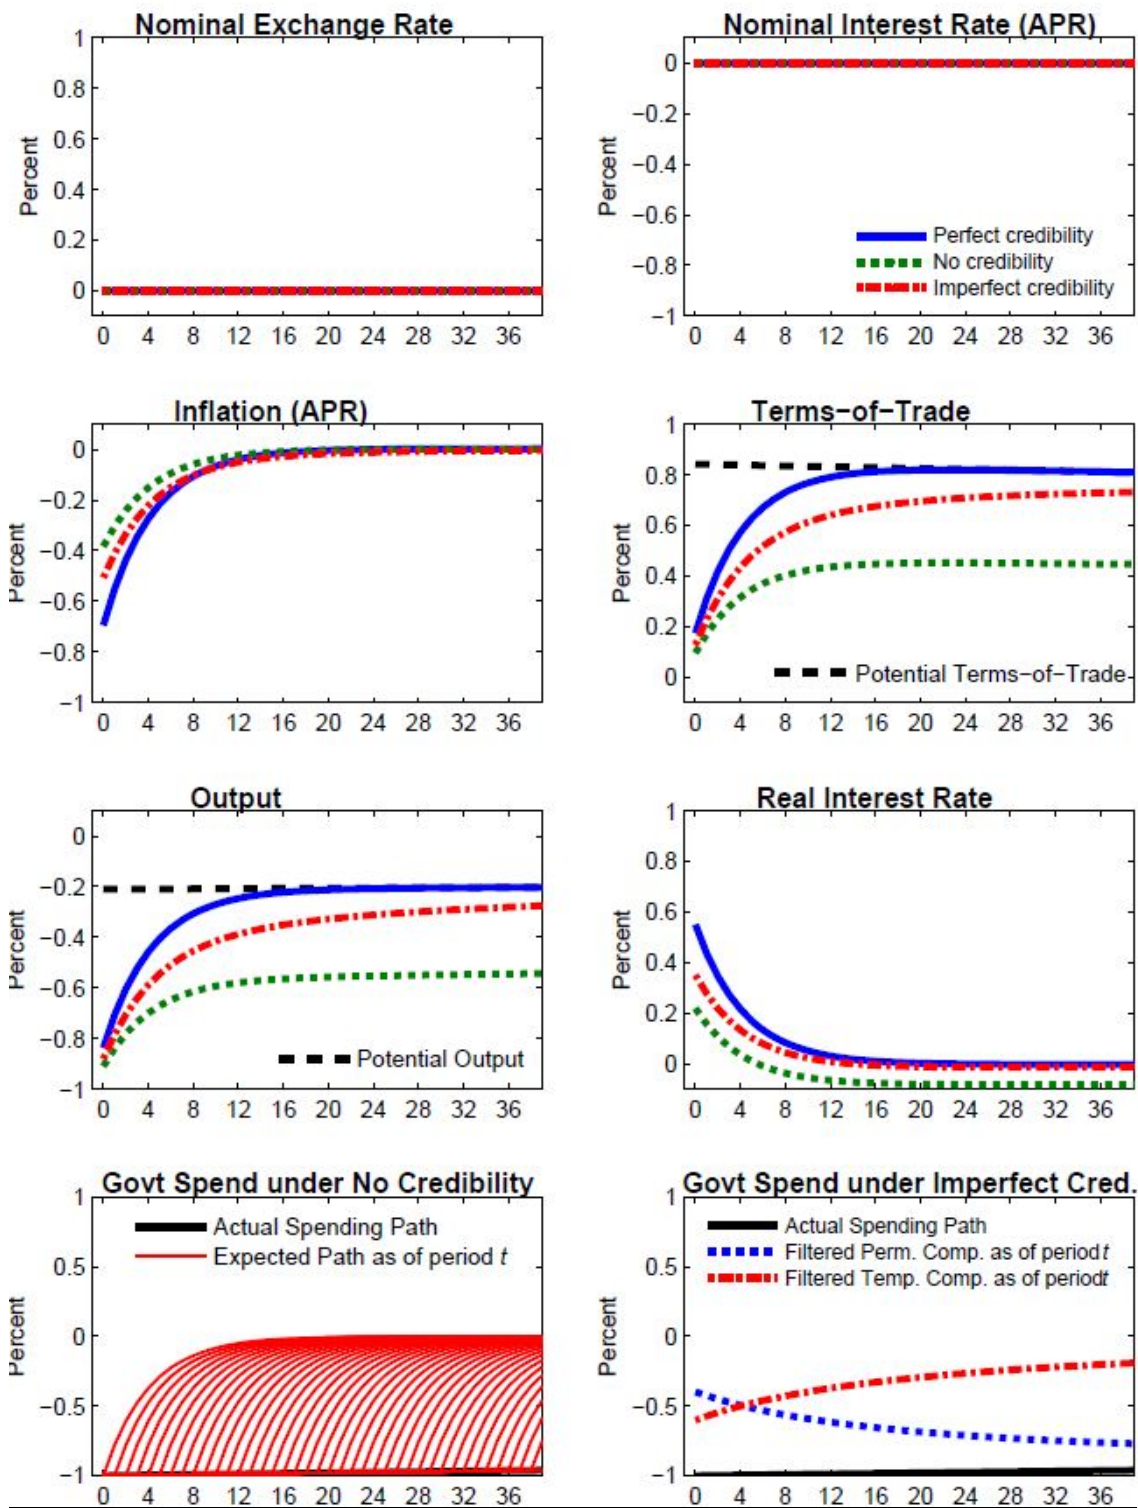 Nominal Exchange Rate
Nominal Interest Rate (APR)
1
0.8
0.6
0.4
0.2
0
Percent
0 4 8 12 16 20 24 28 32 36
0
−0.2
−0.4
−0.6
−0.8
−1
Percent
Perfect credibility
No credibility
Imperfect credibility
0 4 8 12 16 20 24 28 32 36
Inflation (APR)
Terms−of−Trade
0
−0.2
−0.4
−0.6
−0.8
−1
Percent
0 4 8 12 16 20 24 28 32 36
1
0.8
0.6
0.4
0.2
0
Percent
Potential Terms−of−Trade
0 4 8 12 16 20 24 28 32 36
Output
Real Interest Rate
0
−0.2
−0.4
−0.6
−0.8
−1
Percent
Potential Output
0 4 8 12 16 20 24 28 32 36
1
0.8
0.6
0.4
0.2
0
Percent
0 4 8 12 16 20 24 28 32 36
Govt Spend under No Credibility
Govt Spend under Imperfect Cred.
1
0.5
0
−0.5
−1
Percent
Actual Spending Path
Expected Path as of period t
0 4 8 12 16 20 24 28 32 36
1
0.5
0
−0.5
−1
Percent
Actual Spending Path
Filtered Perm. Comp. as of period t
Filtered Temp. Comp. as of period t
0 4 8 12 16 20 24 28 32 36